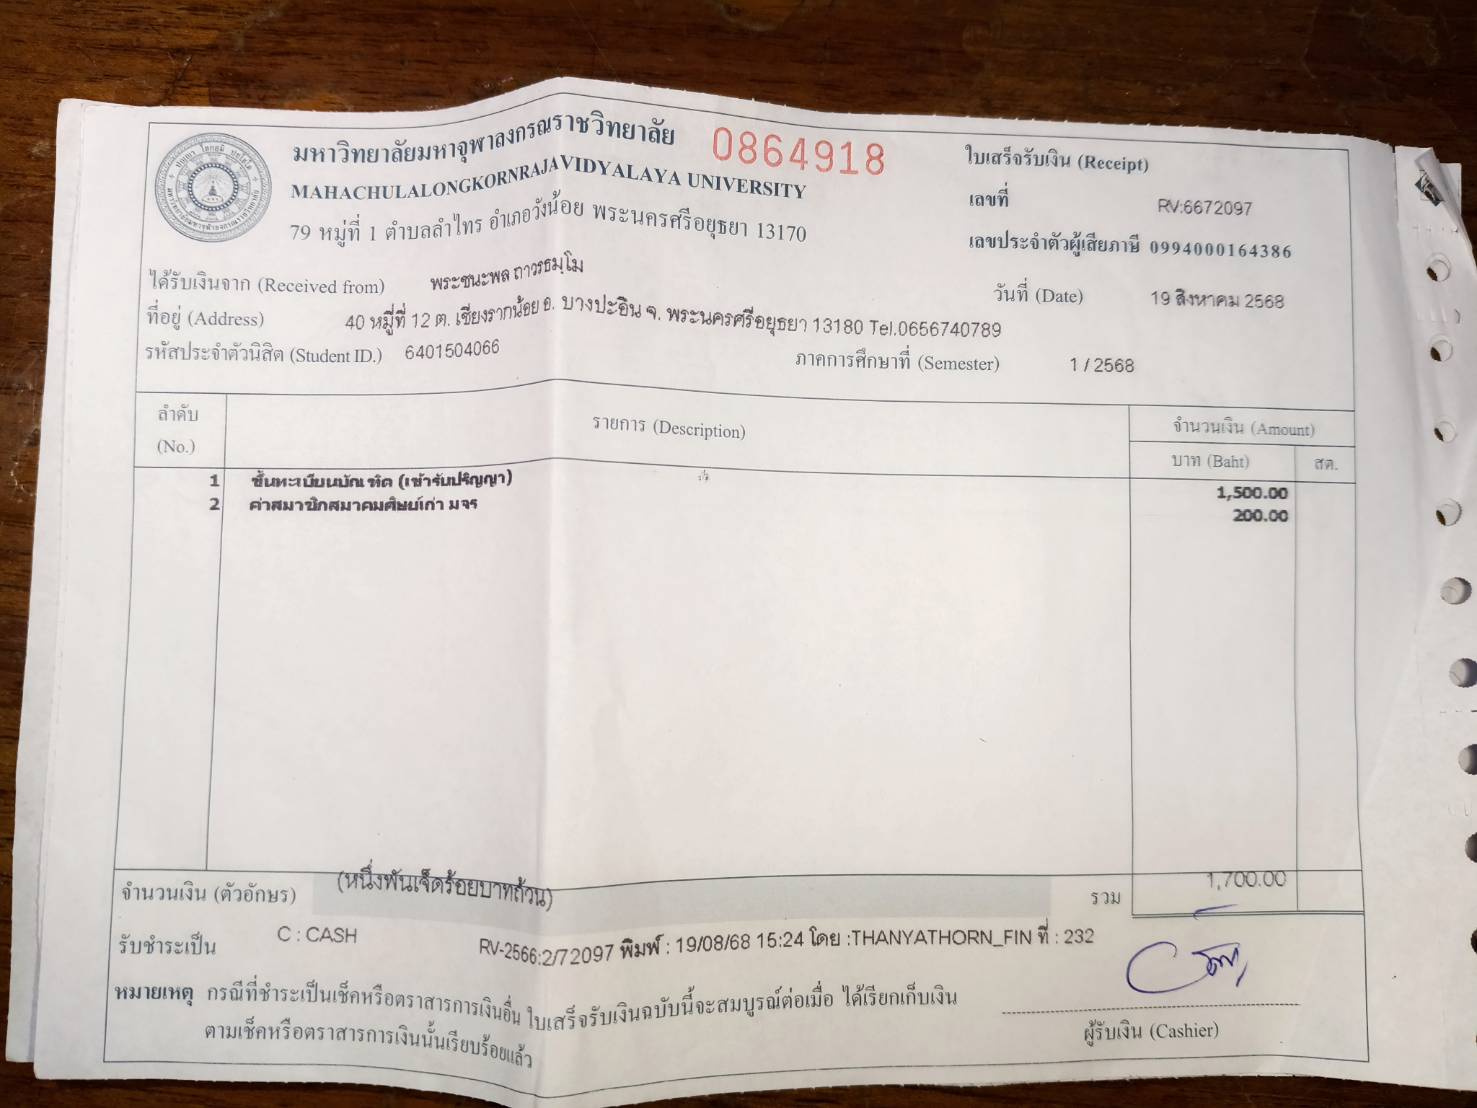 มหาวิทยาลัยมหาจุฬาลงกรณราชวิทยาลัย
MAHACHULALONGKORNRAJAVIDYALAYA UNIVERSITY
79 หมู่ที่ 1 ตำบลลำไทร อำเภอวังน้อย พระนครศรีอยุธยา 13170
0864918
ใบเสร็จรับเงิน (Receipt)
เลขที่ RV:6672097
เลขประจำตัวผู้เสียภาษี 0994000164386
ได้รับเงินจาก (Received from) พระชนะพล ถาวรธมฺโม
วันที่ (Date) 19 สิงหาคม 2568
ที่อยู่ (Address) 40 หมู่ที่ 12 ต. เชียงรากน้อย อ. บางปะอิน จ. พระนครศรีอยุธยา 13180 Tel.0656740789
รหัสประจำตัวนิสิต (Student ID.) 6401504066
ภาคการศึกษาที่ (Semester) 1 / 2568
ลำดับ (No.)
รายการ (Description)
จำนวนเงิน (Amount)
บาท (Baht) สต.
1 ขึ้นทะเบียนบัณฑิต (เข้ารับปริญญา) 1,500.00
2 ค่าสมาชิกสมาคมศิษย์เก่า มจร 200.00
จำนวนเงิน (ตัวอักษร) (หนึ่งพันเจ็ดร้อยบาทถ้วน) รวม 1,700.00
รับชำระเป็น C : CASH RV-2566:2/72097 พิมพ์ : 19/08/68 15:24 โดย :THANYATHORN_FIN ที่ : 232
หมายเหตุ กรณีที่ชำระเป็นเช็คหรือตราสารการเงินอื่น ใบเสร็จรับเงินฉบับนี้จะสมบูรณ์ต่อเมื่อ ได้เรียกเก็บเงิน
ตามเช็คหรือตราสารการเงินนั้นเรียบร้อยแล้ว
ผู้รับเงิน (Cashier)